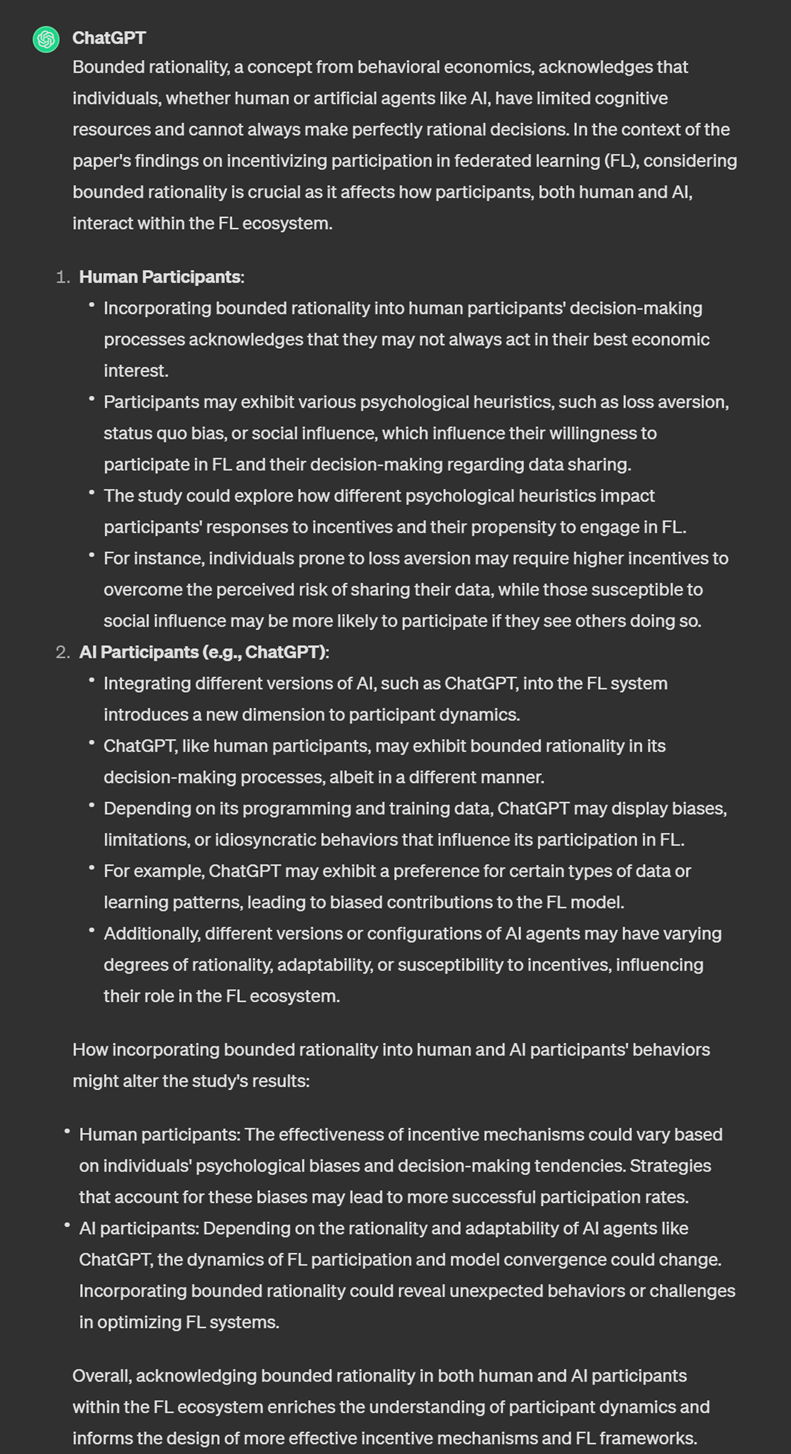 ChatGPT
Bounded rationality, a concept from behavioral economics, acknowledges that
individuals, whether human or artificial agents like AI, have limited cognitive
resources and cannot always make perfectly rational decisions. In the context of the
paper's findings on incentivizing participation in federated learning (FL), considering
bounded rationality is crucial as it affects how participants, both human and AI,
interact within the FL ecosystem.
1. Human Participants:
• Incorporating bounded rationality into human participants' decision-making
processes acknowledges that they may not always act in their best economic
interest.
• Participants may exhibit various psychological heuristics, such as loss aversion,
status quo bias, or social influence, which influence their willingness to
participate in FL and their decision-making regarding data sharing.
• The study could explore how different psychological heuristics impact
participants' responses to incentives and their propensity to engage in FL.
• For instance, individuals prone to loss aversion may require higher incentives to
overcome the perceived risk of sharing their data, while those susceptible to
social influence may be more likely to participate if they see others doing so.
2. AI Participants (e.g., ChatGPT):
• Integrating different versions of AI, such as ChatGPT, into the FL system
introduces a new dimension to participant dynamics.
• ChatGPT, like human participants, may exhibit bounded rationality in its
decision-making processes, albeit in a different manner.
• Depending on its programming and training data, ChatGPT may display biases,
limitations, or idiosyncratic behaviors that influence its participation in FL.
• For example, ChatGPT may exhibit a preference for certain types of data or
learning patterns, leading to biased contributions to the FL model.
• Additionally, different versions or configurations of AI agents may have varying
degrees of rationality, adaptability, or susceptibility to incentives, influencing
their role in the FL ecosystem.
How incorporating bounded rationality into human and AI participants' behaviors
might alter the study's results:
• Human participants: The effectiveness of incentive mechanisms could vary based
on individuals' psychological biases and decision-making tendencies. Strategies
that account for these biases may lead to more successful participation rates.
• AI participants: Depending on the rationality and adaptability of AI agents like
ChatGPT, the dynamics of FL participation and model convergence could change.
Incorporating bounded rationality could reveal unexpected behaviors or challenges
in optimizing FL systems.
Overall, acknowledging bounded rationality in both human and AI participants
within the FL ecosystem enriches the understanding of participant dynamics and
informs the design of more effective incentive mechanisms and FL frameworks.